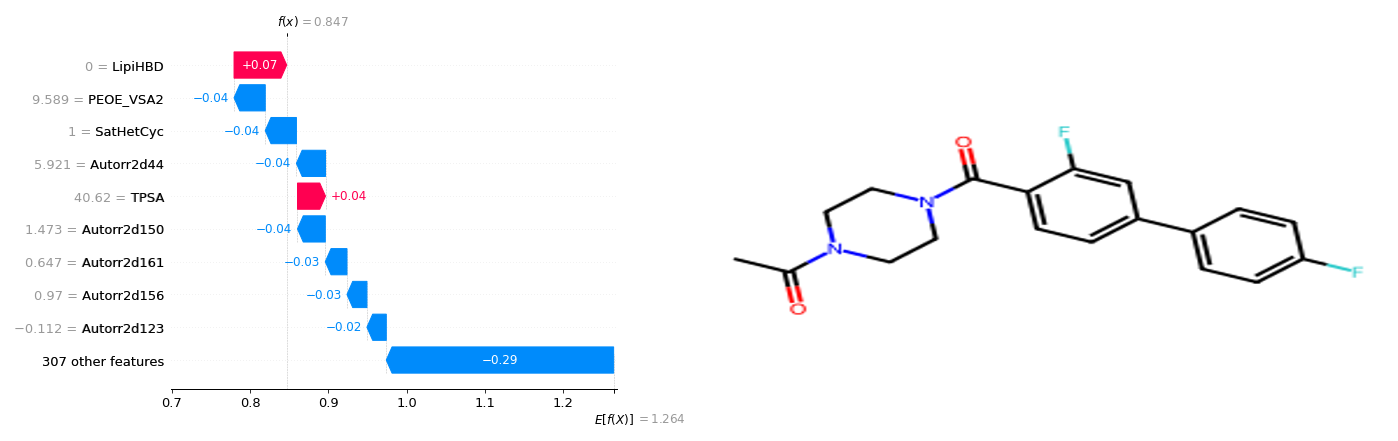 f(x) = 0.847
0 = LipiHBD
+0.07
9.589 = PEOE_VSA2
−0.04
1 = SatHetCyc
−0.04
5.921 = Autorr2d44
−0.04
40.62 = TPSA
+0.04
1.473 = Autorr2d150
−0.04
0.647 = Autorr2d161
−0.03
0.97 = Autorr2d156
−0.03
−0.112 = Autorr2d123
−0.02
307 other features
−0.29
0.7 0.8 0.9 1.0 1.1 1.2
E[f(X)] = 1.264
F
O
N
N
F
O